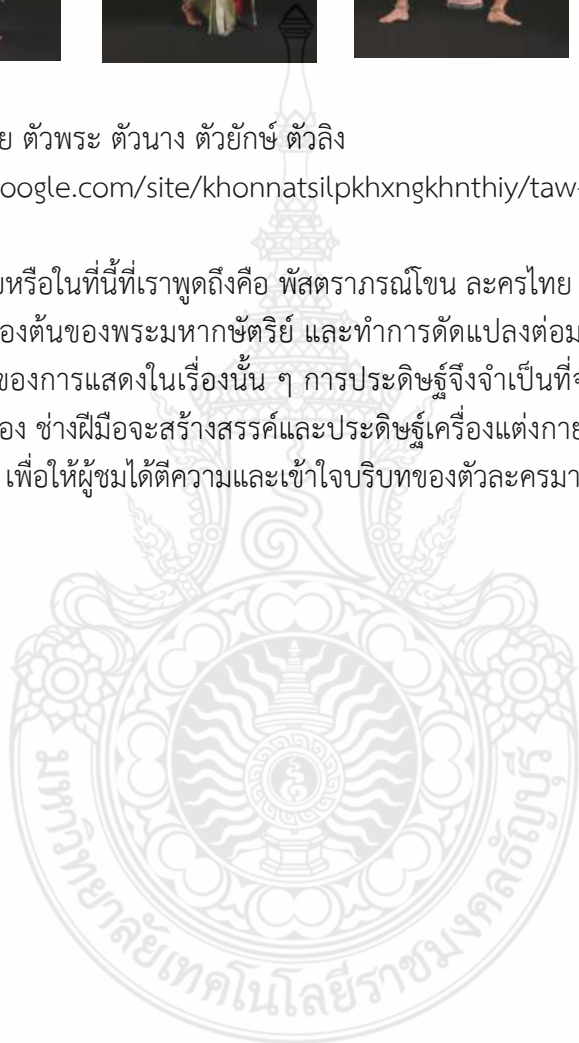 ย ตัวพระ ตัวนาง ตัวยักษ์ ตัวลิง
oogle.com/site/khonnatsilpkhxngkhnthiy/taw-
หรือในที่นี้ที่เราพูดถึงคือ พัสตราภรณ์โขน ละครไทย
องต้นของพระมหากษัตริย์ และทำการดัดแปลงต่อม
ของการแสดงในเรื่องนั้น ๆ การประดิษฐ์จึงจำเป็นที่จ
อง ช่างฝีมือจะสร้างสรรค์และประดิษฐ์เครื่องแต่งกาย
เพื่อให้ผู้ชมได้ตีความและเข้าใจบริบทของตัวละครมา
มหาวิทยาลัยเทคโนโลยีราชมงคลธัญบุรี